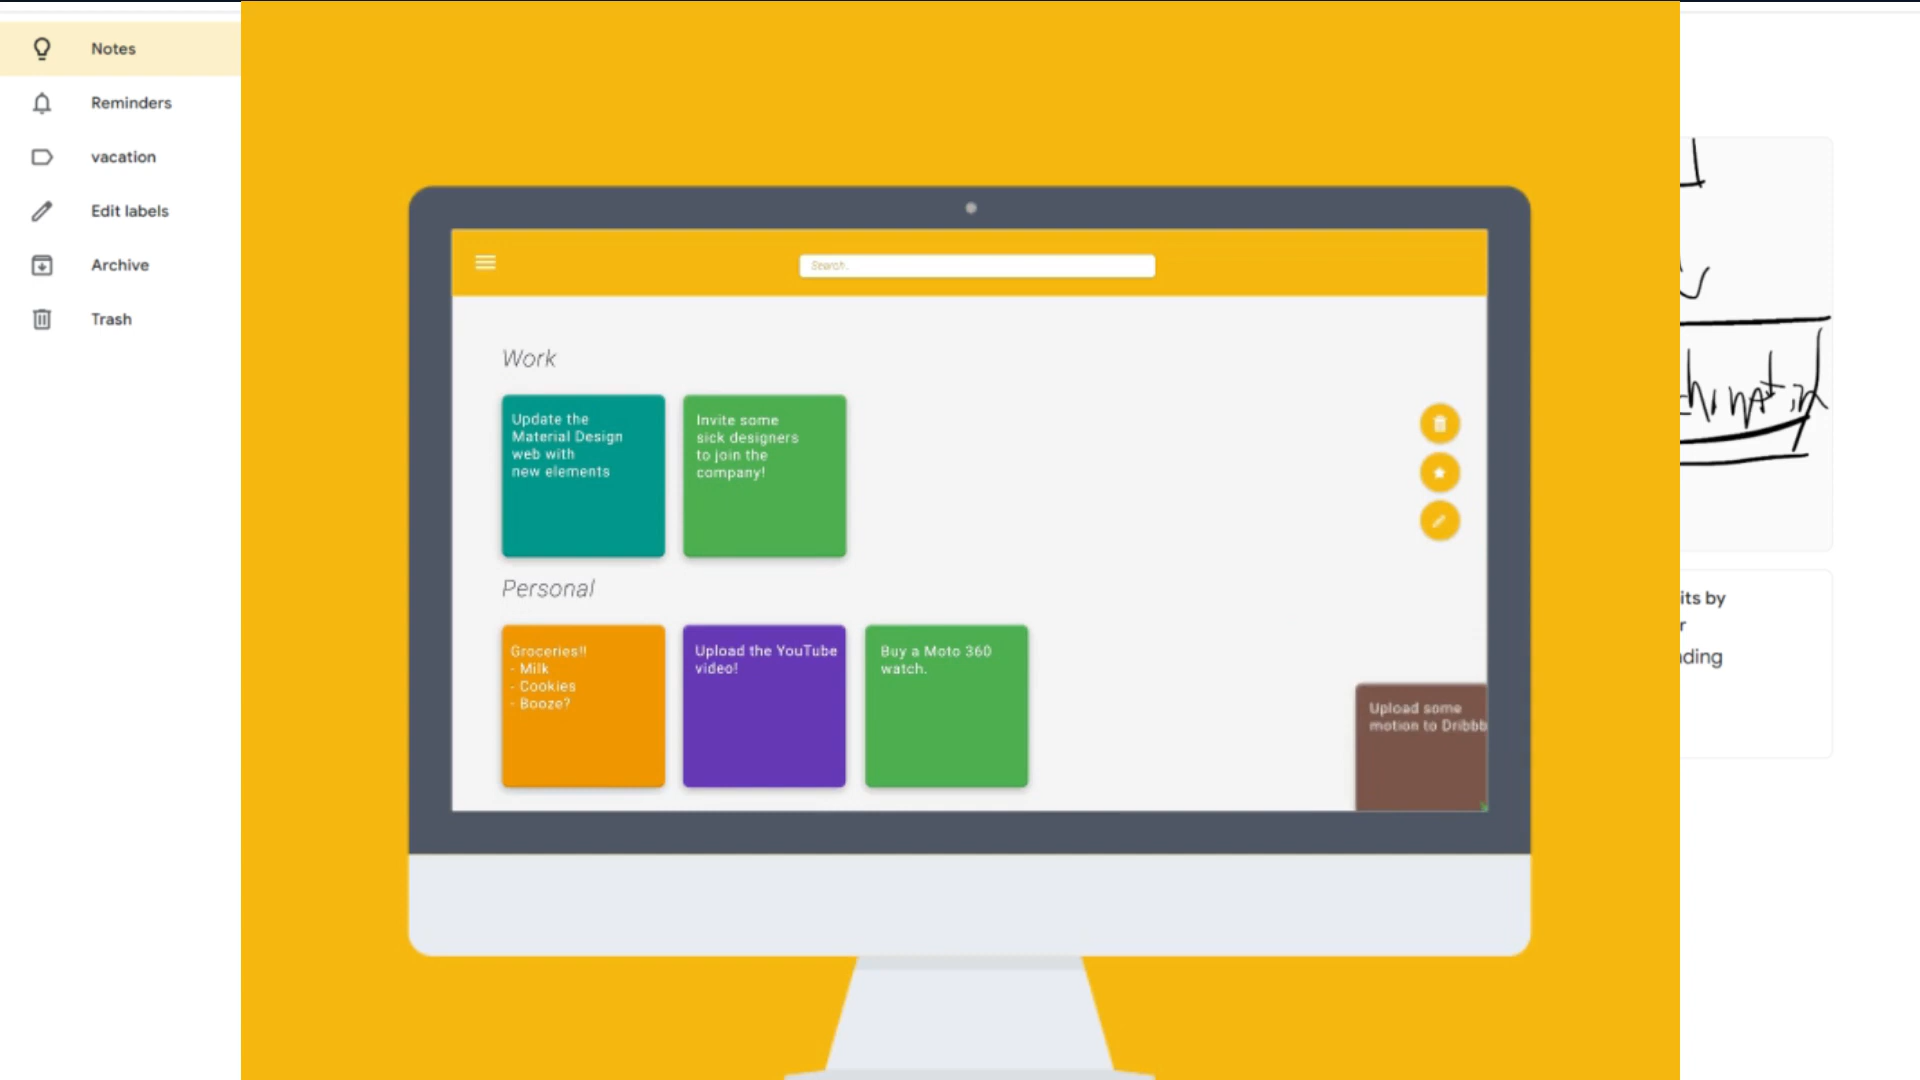 Notes
Reminders
vacation
Edit labels
Archive
Trash
Search..
Work
Update the
Material Design
web with
new elements
Invite some
sick designers
to join the
company!
Personal
Groceries!!
- Milk
- Cookies
- Booze?
Upload the YouTube
video!
Buy a Moto 360
watch.
Upload some
motion to Dribbb
its by
r
ding